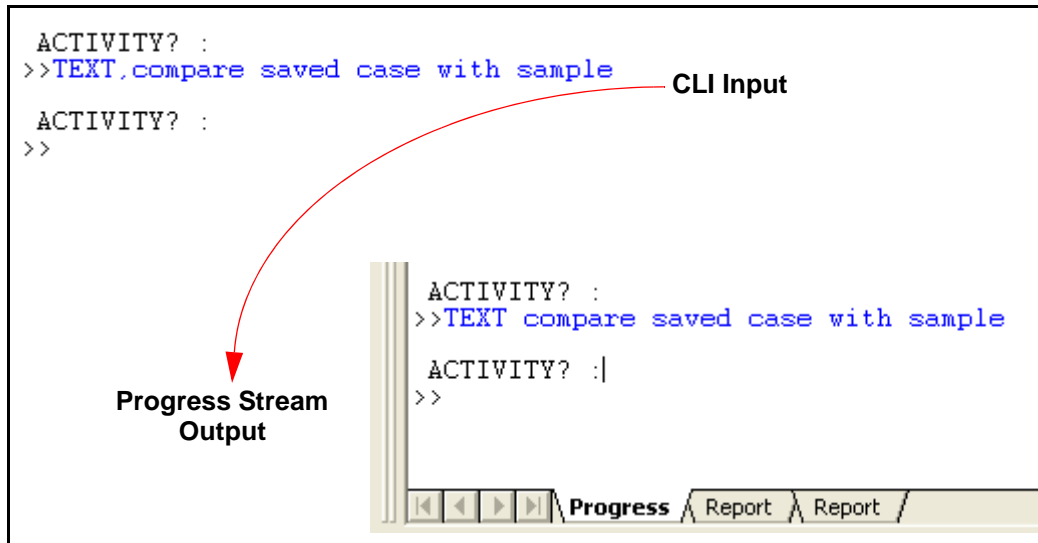 ACTIVITY? :
>>TEXT,compare saved case with sample
CLI Input
ACTIVITY? :
>>
ACTIVITY? :
>>TEXT compare saved case with sample
ACTIVITY? :
>>
Progress Stream
Output
Progress Report Report